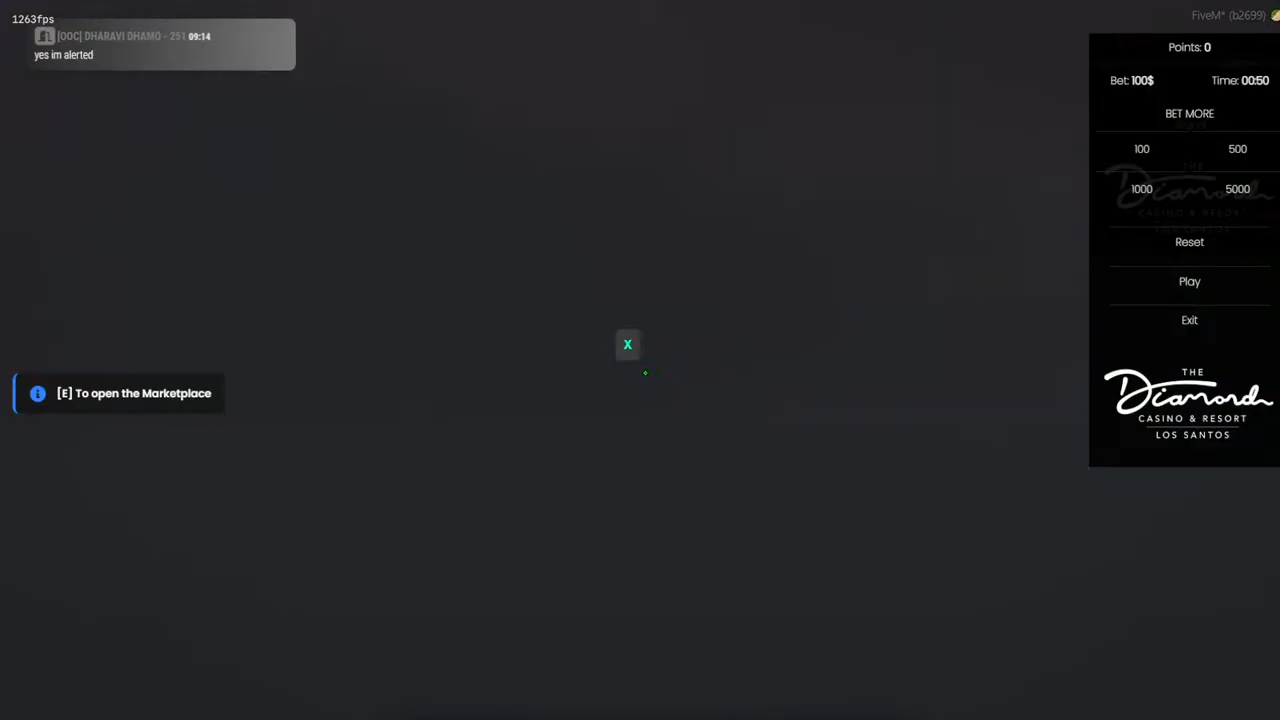 1263fps
FiveM* (b2699)
[OOC] DHARAVI DHAMO - 251 09:14
yes im alerted
Points: 0
Bet: 100$ Time: 00:50
BET MORE
100 500
1000 5000
Reset
Play
Exit
X
[E] To open the Marketplace
THE
Diamond
CASINO & RESORT
LOS SANTOS